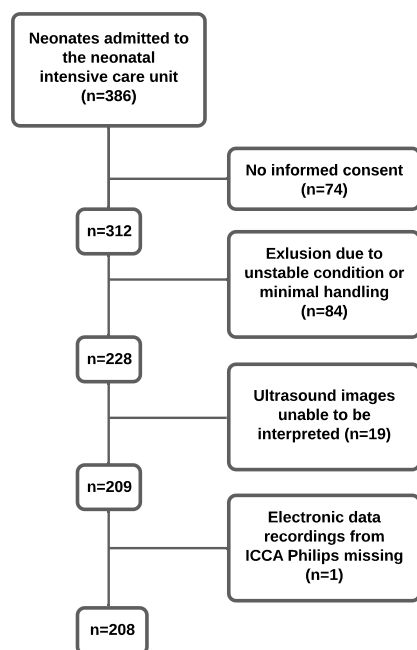 Neonates admitted to
the neonatal
intensive care unit
(n=386)
No informed consent
(n=74)
n=312
Exlusion due to
unstable condition or
minimal handling
(n=84)
n=228
Ultrasound images
unable to be
interpreted (n=19)
n=209
Electronic data
recordings from
ICCA Philips missing
(n=1)
n=208